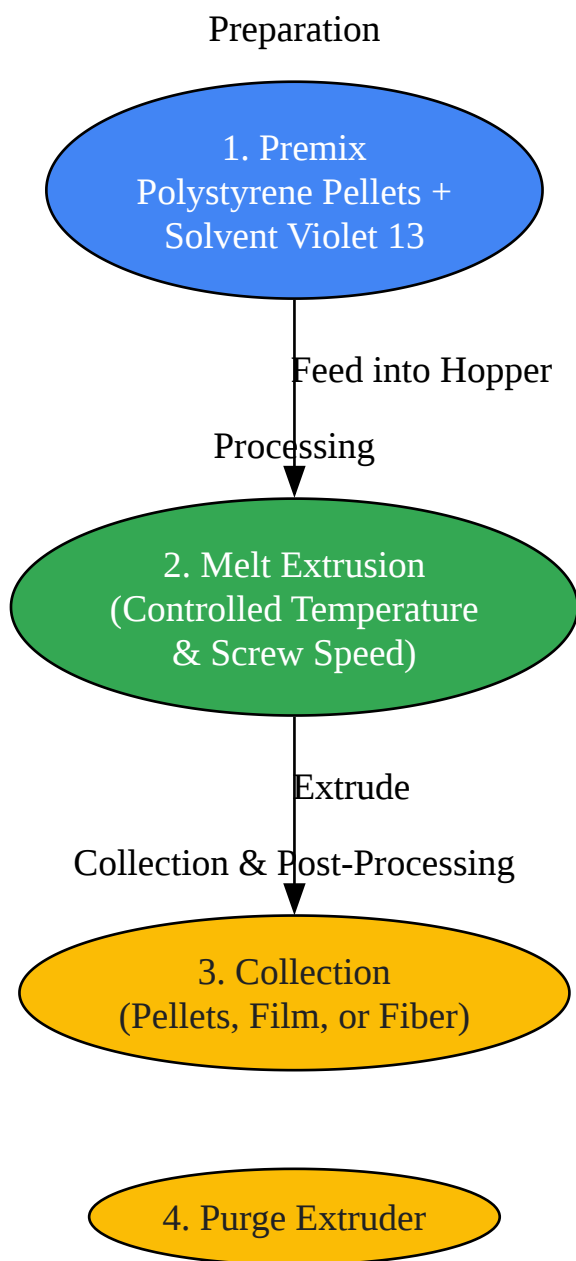 Preparation
1. Premix
Polystyrene Pellets +
Solvent Violet 13
Feed into Hopper
Processing
2. Melt Extrusion
(Controlled Temperature
& Screw Speed)
Extrude
Collection & Post-Processing
3. Collection
(Pellets, Film, or Fiber)
4. Purge Extruder